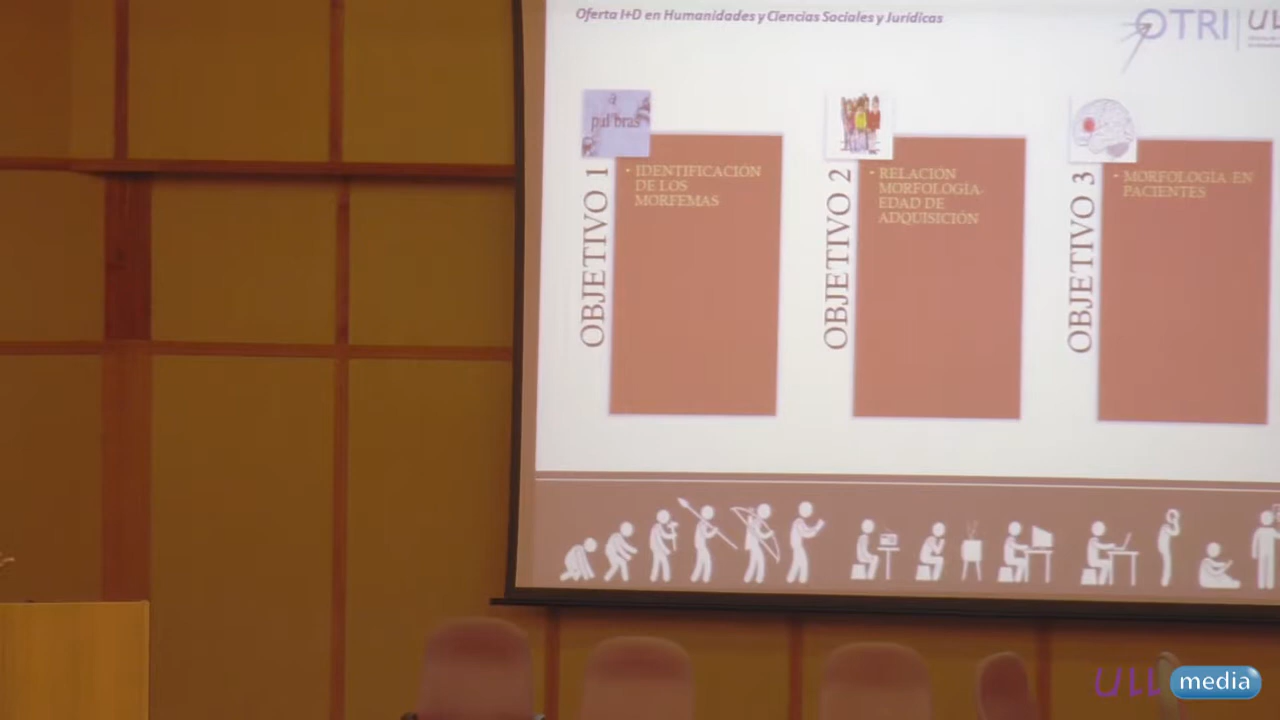 Oferta I+D en Humanidades y Ciencias Sociales y Jurídicas
OTRI
OBJETIVO 1
• IDENTIFICACIÓN
DE LOS
MORFEMAS
OBJETIVO 2
• RELACIÓN
MORFOLOGÍA-
EDAD DE
ADQUISICIÓN
OBJETIVO 3
• MORFOLOGÍA EN
PACIENTES
ULL media